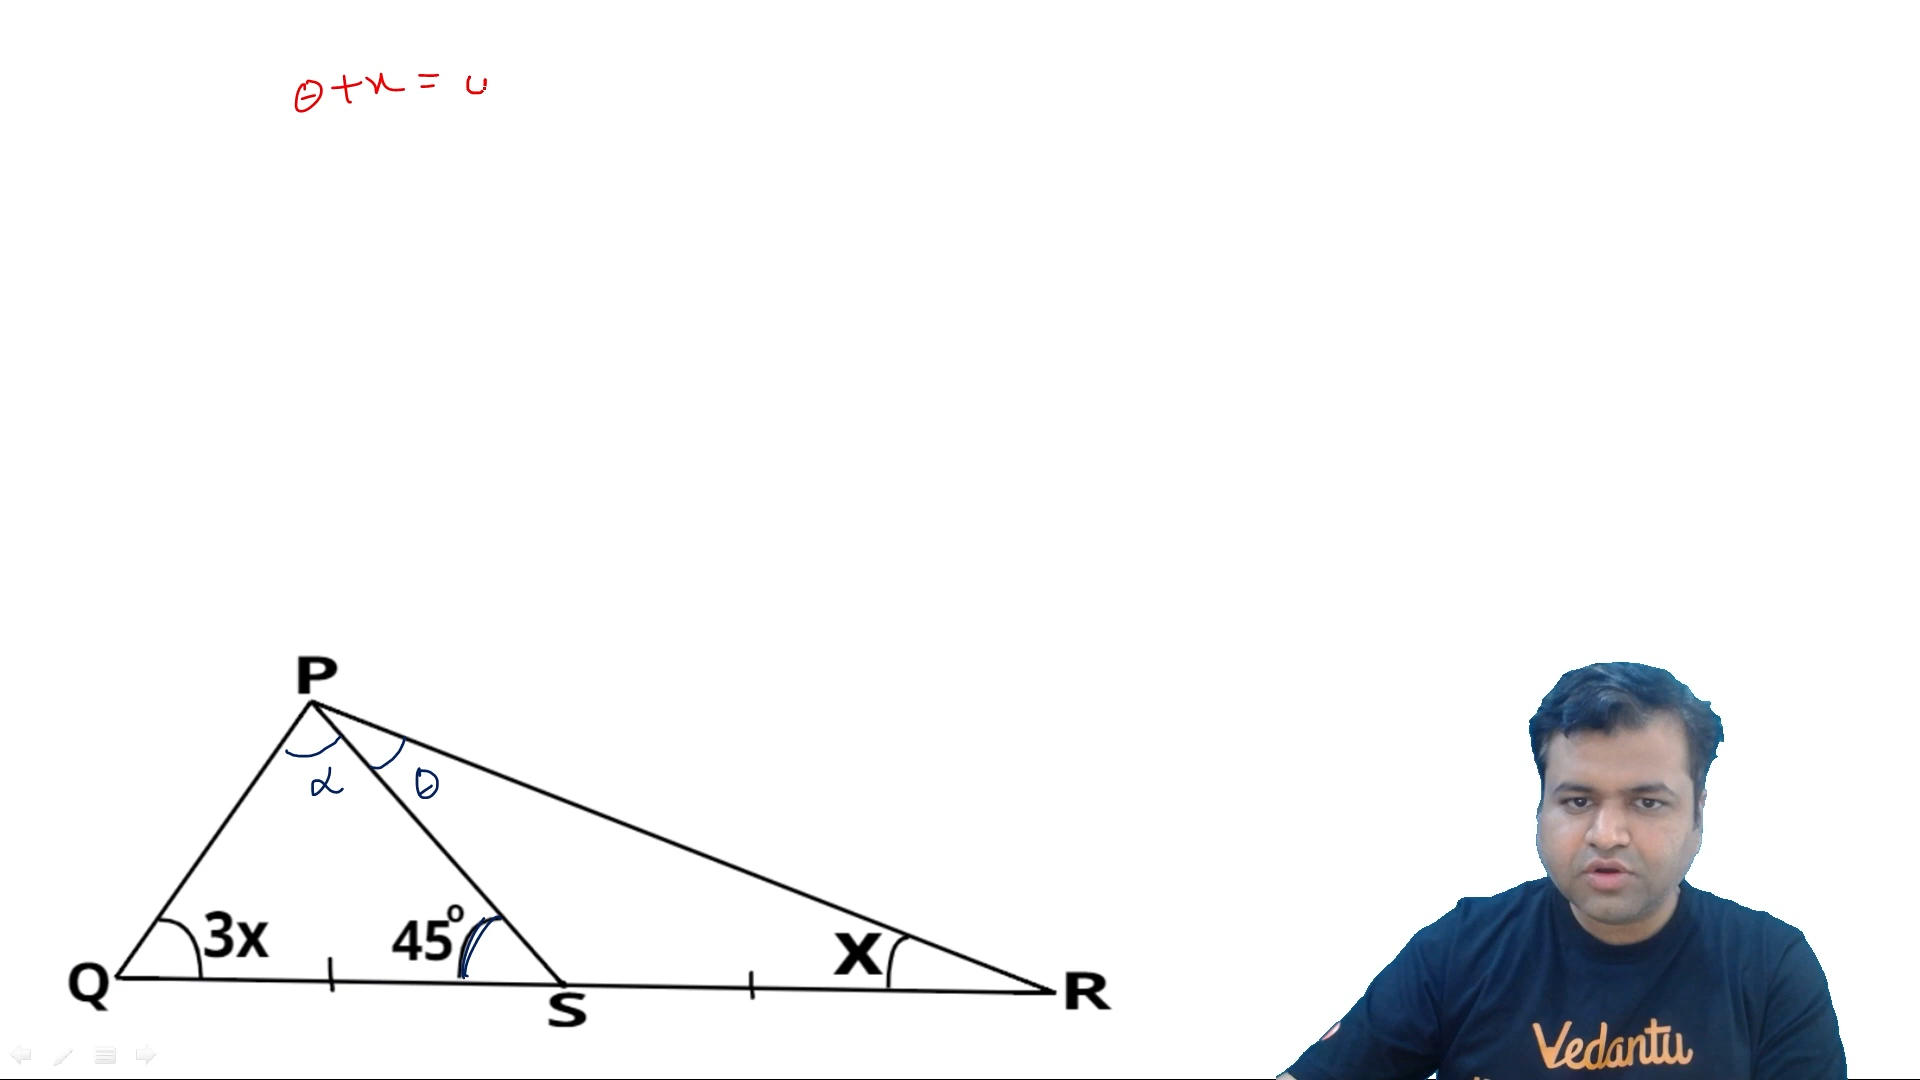 θ+x = u
P
α θ
3x 45° x
Q S R
Vedantu